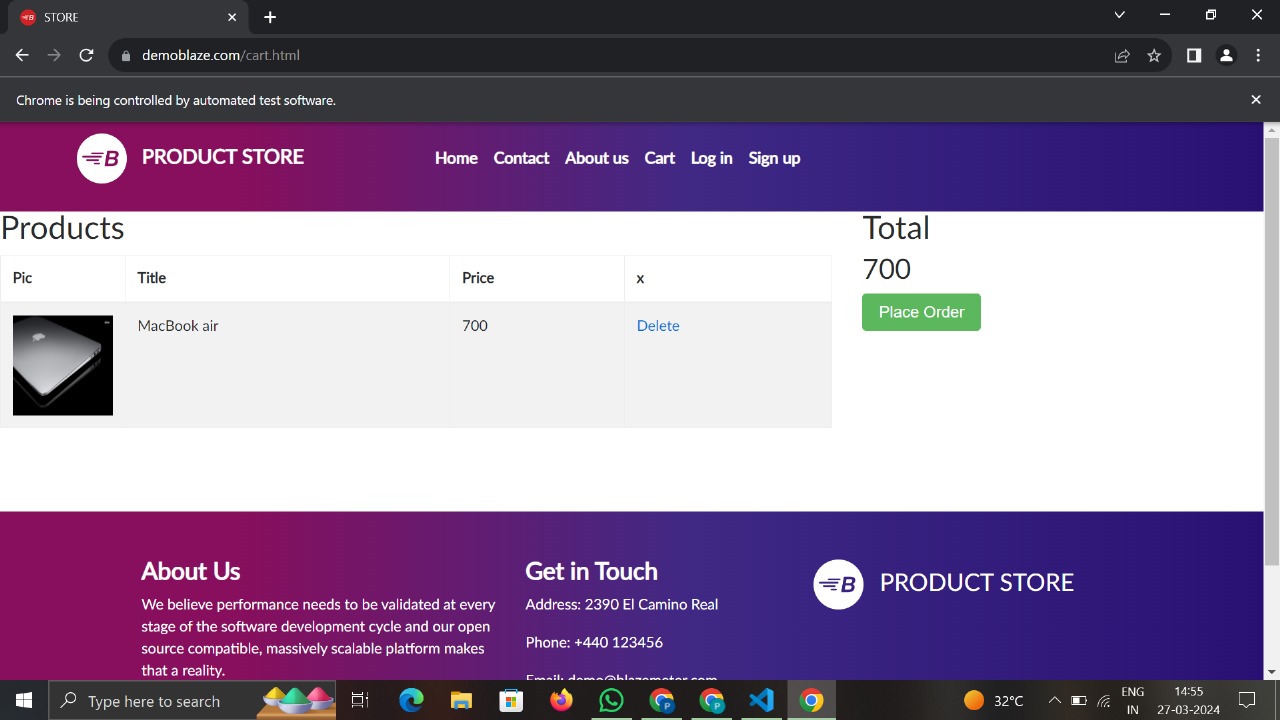 STORE
demoblaze.com/cart.html
Chrome is being controlled by automated test software.
B PRODUCT STORE
Home Contact About us Cart Log in Sign up
Products
Pic Title Price x
MacBook air 700 Delete
Total
700
Place Order
About Us
We believe performance needs to be validated at every
stage of the software development cycle and our open
source compatible, massively scalable platform makes
that a reality.
Get in Touch
Address: 2390 El Camino Real
Phone: +440 123456
Email: demo@blazemeter.com
B PRODUCT STORE
Type here to search
32°C
ENG
IN
14:55
27-03-2024